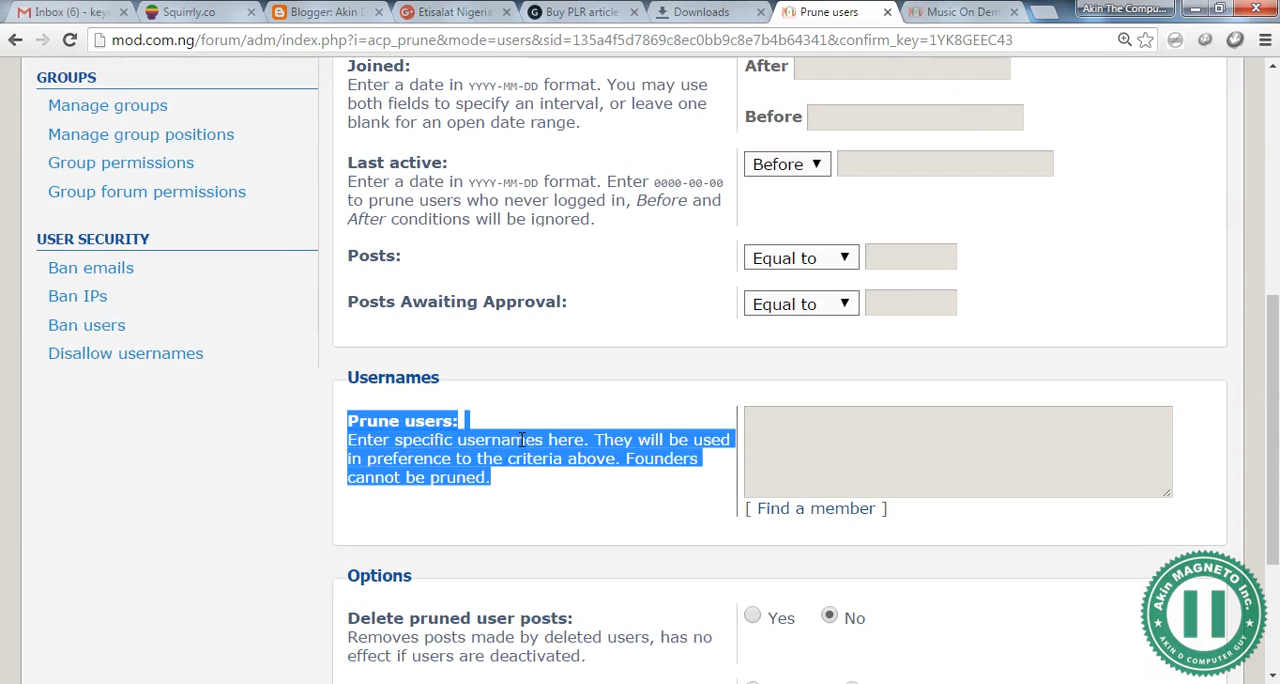 Inbox (6) - keyc
Squirrly.co
Blogger: Akin D
Etisalat Nigeria
Buy PLR article
Downloads
Prune users
Music On Dem
Akin The Compu...
mod.com.ng/forum/adm/index.php?i=acp_prune&mode=users&sid=135a4f5d7869c8ec0bb9c8e7b4b64341&confirm_key=1YK8GEEC43
GROUPS
Manage groups
Manage group positions
Group permissions
Group forum permissions
USER SECURITY
Ban emails
Ban IPs
Ban users
Disallow usernames
Joined:
Enter a date in YYYY-MM-DD format. You may use
both fields to specify an interval, or leave one
blank for an open date range.
After
Before
Last active:
Enter a date in YYYY-MM-DD format. Enter 0000-00-00
to prune users who never logged in, Before and
After conditions will be ignored.
Before
Posts:
Equal to
Posts Awaiting Approval:
Equal to
Usernames
Prune users:
Enter specific usernames here. They will be used
in preference to the criteria above. Founders
cannot be pruned.
[ Find a member ]
Options
Delete pruned user posts:
Removes posts made by deleted users, has no
effect if users are deactivated.
Yes
No
Akin MAGNETO Inc.
AKIN D COMPUTER GUY